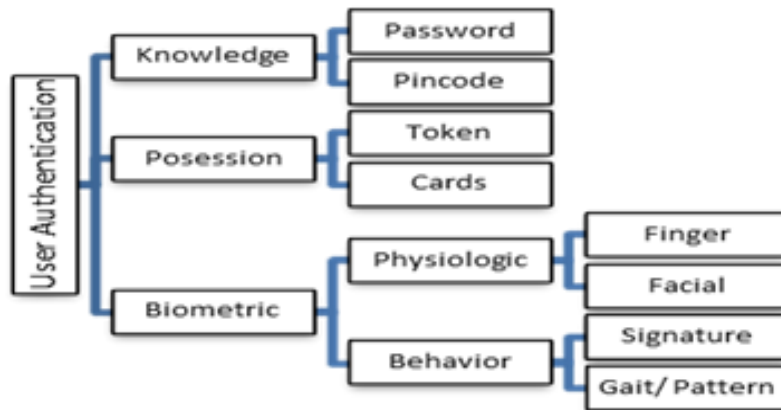 User Authentication
Knowledge
Password
Pincode
Posession
Token
Cards
Biometric
Physiologic
Finger
Facial
Behavior
Signature
Gait/ Pattern